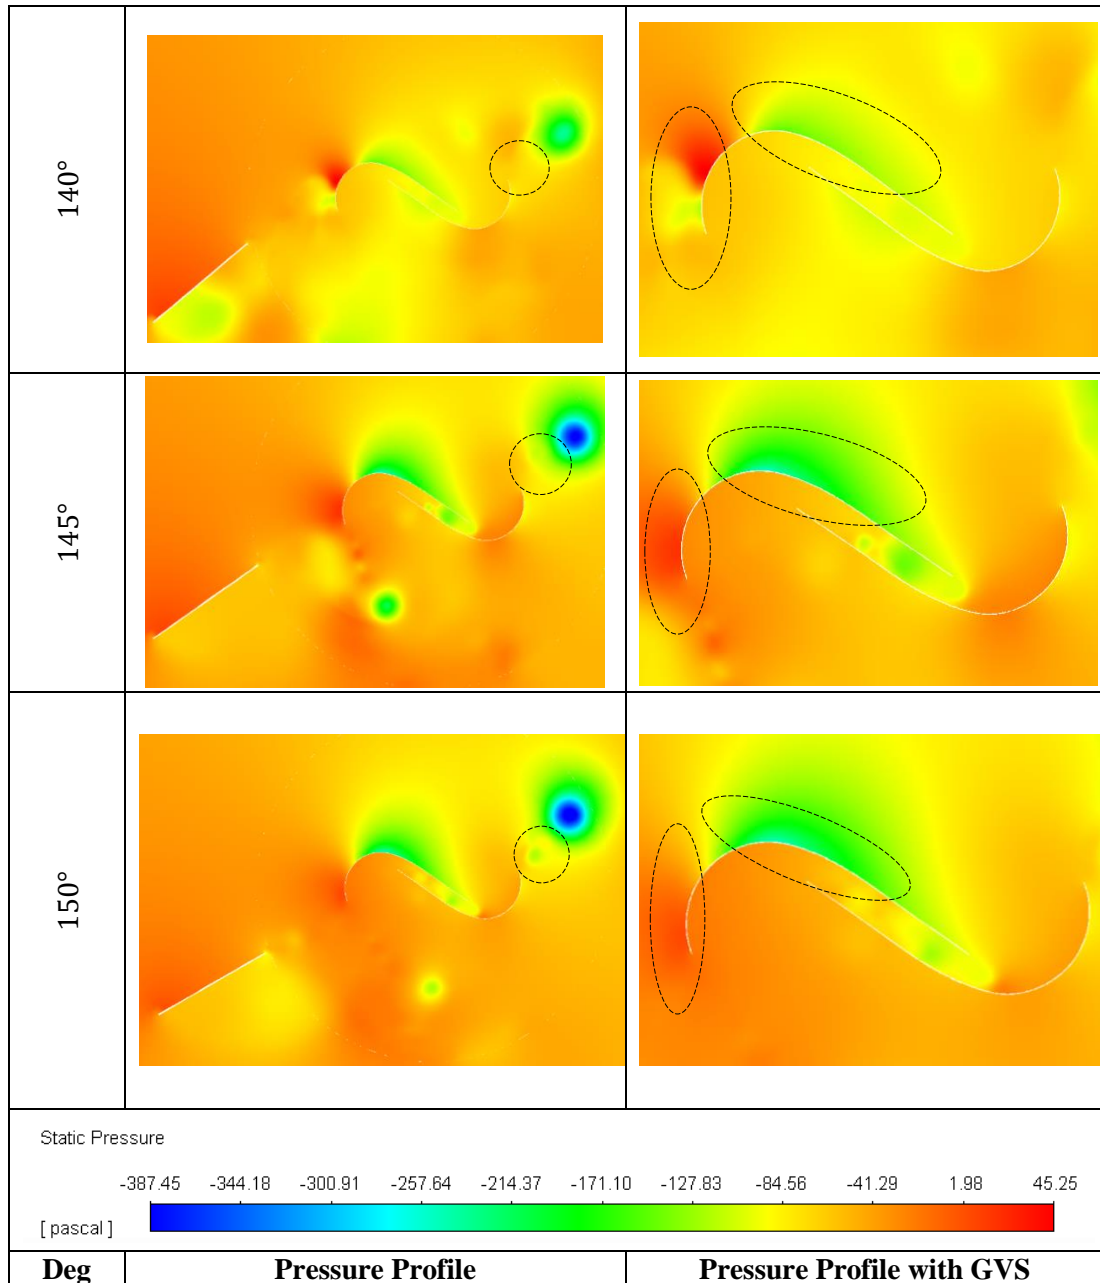 140°
145°
150°
Static Pressure
-387.45 -344.18 -300.91 -257.64 -214.37 -171.10 -127.83 -84.56 -41.29 1.98 45.25
[ pascal ]
Deg Pressure Profile Pressure Profile with GVS